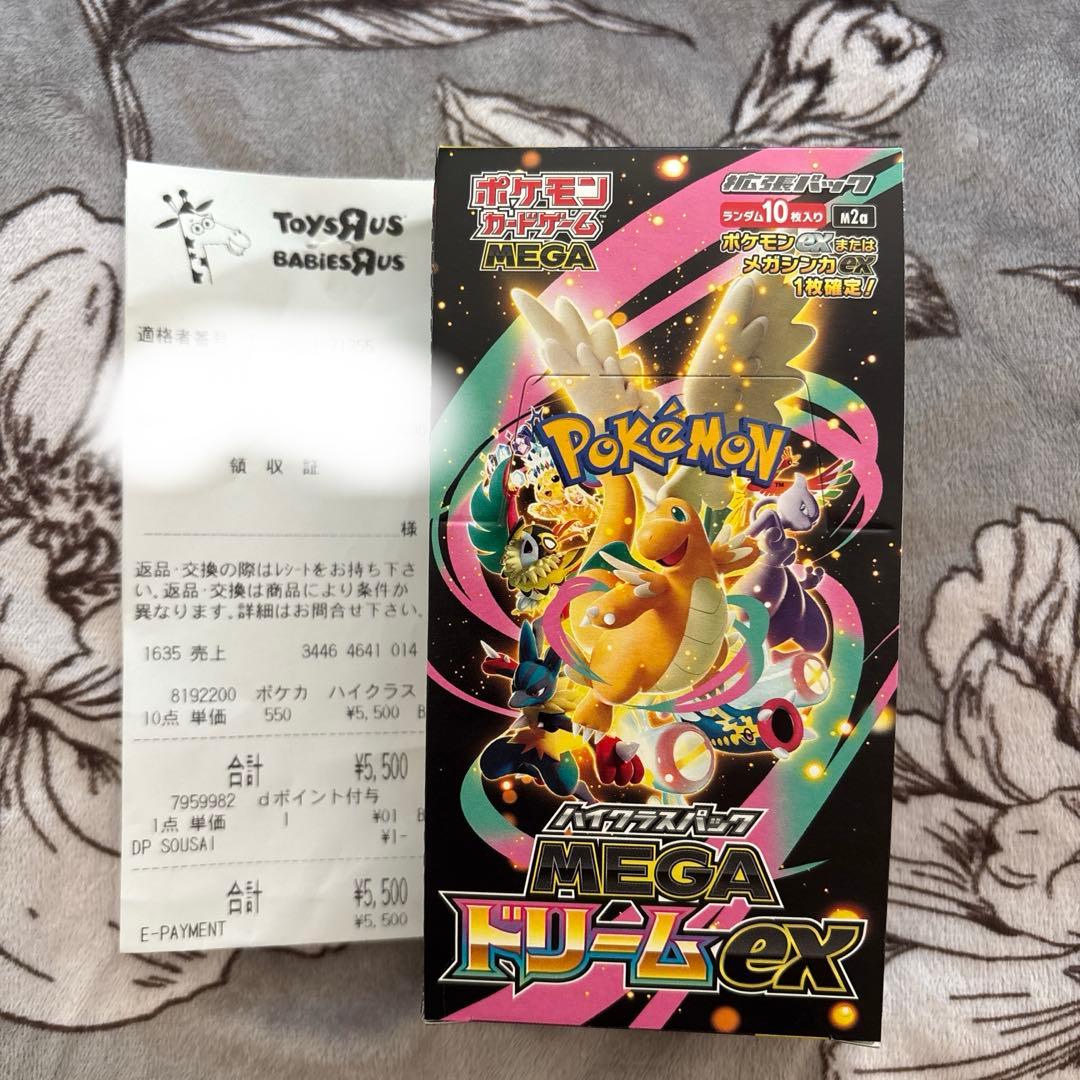 TOYSЯUS
BABIESЯUS
適格者番号
領収証
様
返品・交換の際はﾚｼｰﾄをお持ち下さ
い。返品・交換は商品により条件が
異なります。詳細はお問合せ下さい。
1635 売上 3446 4641 014
8192200 ポケカ ハイクラス
10点 単価 550 ¥5,500 B
合計 ¥5,500
7959982 dポイント付与
1点 単価 1 ¥01 B
DP SOUSAI ¥1-
合計 ¥5,500
E-PAYMENT ¥5,500
ポケモン
カードゲーム
MEGA
拡張パック
ランダム10枚入り M2a
ポケモンexまたは
メガシンカex
1枚確定!
POKéMON
TM
ハイクラスパック
MEGA
ドリームex